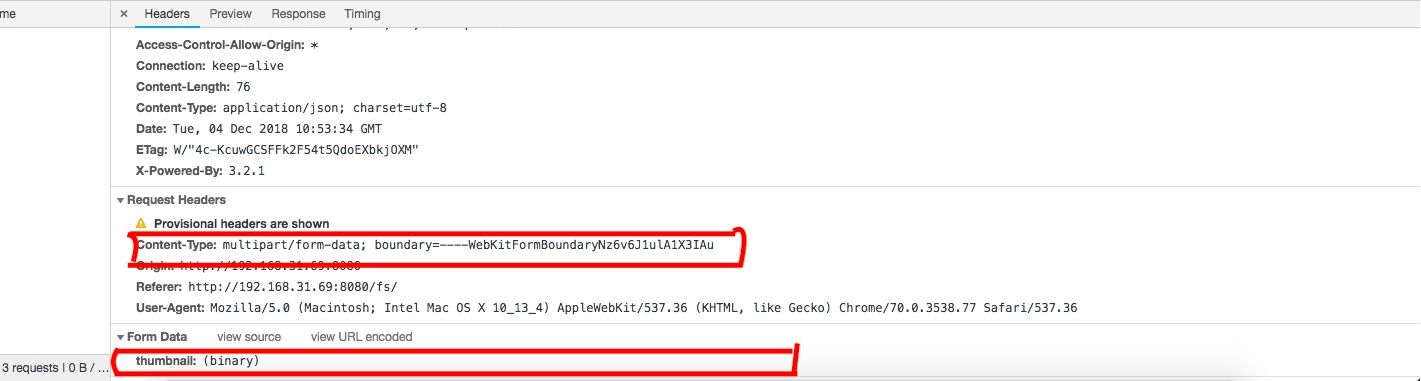 me
× Headers Preview Response Timing
Access-Control-Allow-Origin: *
Connection: keep-alive
Content-Length: 76
Content-Type: application/json; charset=utf-8
Date: Tue, 04 Dec 2018 10:53:34 GMT
ETag: W/"4c-KcuwGCSFFk2F54t5QdoEXbkjOXM"
X-Powered-By: 3.2.1
Request Headers
Provisional headers are shown
Content-Type: multipart/form-data; boundary=----WebKitFormBoundaryNz6v6J1ulA1X3IAu
Origin: http://192.168.31.69:8080
Referer: http://192.168.31.69:8080/fs/
User-Agent: Mozilla/5.0 (Macintosh; Intel Mac OS X 10_13_4) AppleWebKit/537.36 (KHTML, like Gecko) Chrome/70.0.3538.77 Safari/537.36
Form Data view source view URL encoded
thumbnail: (binary)
3 requests | 0 B / ...